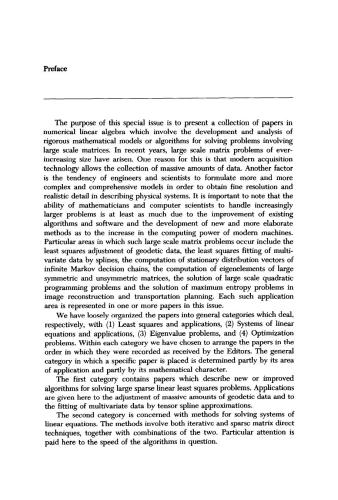 Preface
The purpose of this special issue is to present a collection of papers in
numerical linear algebra which involve the development and analysis of
rigorous mathematical models or algorithms for solving problems involving
large scale matrices. In recent years, large scale matrix problems of ever-
increasing size have arisen. One reason for this is that modern acquisition
technology allows the collection of massive amounts of data. Another factor
is the tendency of engineers and scientists to formulate more and more
complex and comprehensive models in order to obtain fine resolution and
realistic detail in describing physical systems. It is important to note that the
ability of mathematicians and computer scientists to handle increasingly
larger problems is at least as much due to the improvement of existing
algorithms and software and the development of new and more elaborate
methods as to the increase in the computing power of modern machines.
Particular areas in which such large scale matrix problems occur include the
least squares adjustment of geodetic data, the least squares fitting of multi-
variate data by splines, the computation of stationary distribution vectors of
infinite Markov decision chains, the computation of eigenelements of large
symmetric and unsymmetric matrices, the solution of large scale quadratic
programming problems and the solution of maximum entropy problems in
image reconstruction and transportation planning. Each such application
area is represented in one or more papers in this issue.
We have loosely organized the papers into general categories which deal,
respectively, with (1) Least squares and applications, (2) Systems of linear
equations and applications, (3) Eigenvalue problems, and (4) Optimization
problems. Within each category we have chosen to arrange the papers in the
order in which they were recorded as received by the Editors. The general
category in which a specific paper is placed is determined partly by its area
of application and partly by its mathematical character.
The first category contains papers which describe new or improved
algorithms for solving large sparse linear least squares problems. Applications
are given here to the adjustment of massive amounts of geodetic data and to
the fitting of multivariate data by tensor spline approximations.
The second category is concerned with methods for solving systems of
linear equations. The methods involve both iterative and sparse matrix direct
techniques, together with combinations of the two. Particular attention is
paid here to the speed of the algorithms in question.